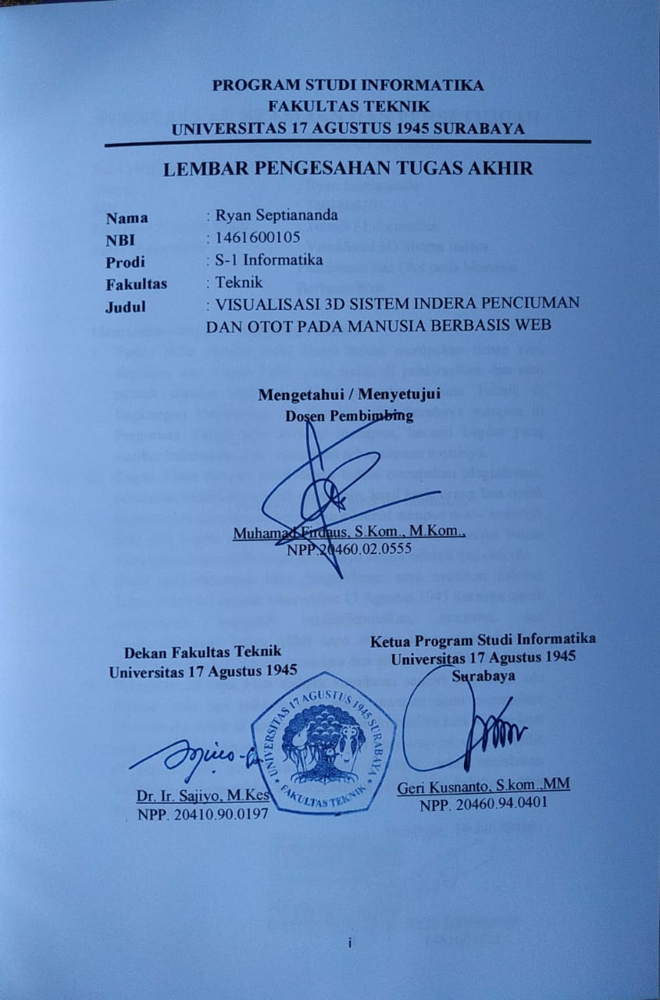 PROGRAM STUDI INFORMATIKA
FAKULTAS TEKNIK
UNIVERSITAS 17 AGUSTUS 1945 SURABAYA
LEMBAR PENGESAHAN TUGAS AKHIR
Nama : Ryan Septiananda
NBI : 1461600105
Prodi : S-1 Informatika
Fakultas : Teknik
Judul : VISUALISASI 3D SISTEM INDERA PENCIUMAN
DAN OTOT PADA MANUSIA BERBASIS WEB
Mengetahui / Menyetujui
Dosen Pembimbing
Muhamad Firdaus, S.Kom., M.Kom.,
NPP.20460.02.0555
Dekan Fakultas Teknik
Universitas 17 Agustus 1945
UNIVERSITAS 17 AGUSTUS 1945 SURABAYA
★ FAKULTAS TEKNIK ★
Dr. Ir. Sajiyo, M.Kes
NPP. 20410.90.0197
Ketua Program Studi Informatika
Universitas 17 Agustus 1945
Surabaya
Geri Kusnanto, S.kom.,MM
NPP. 20460.94.0401
i